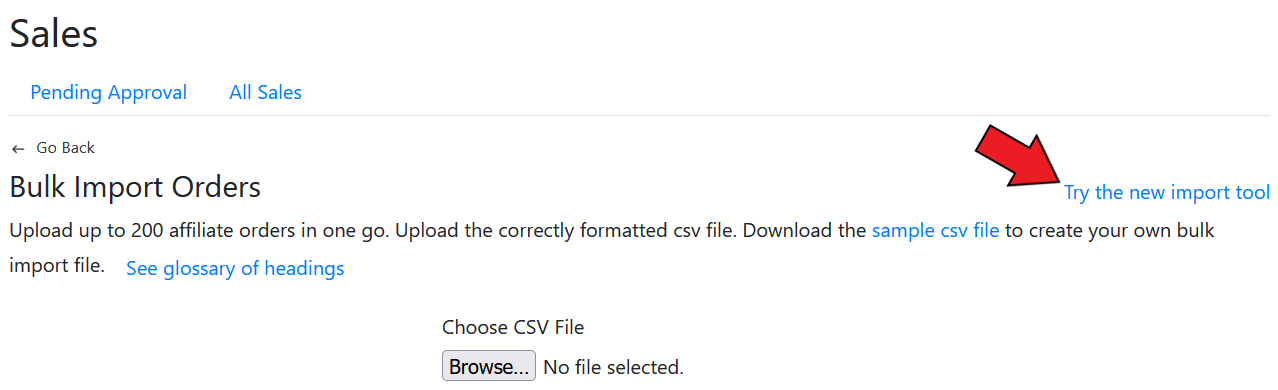 Sales
Pending Approval All Sales
← Go Back
Bulk Import Orders
Try the new import tool
Upload up to 200 affiliate orders in one go. Upload the correctly formatted csv file. Download the sample csv file to create your own bulk
import file. See glossary of headings
Choose CSV File
Browse... No file selected.